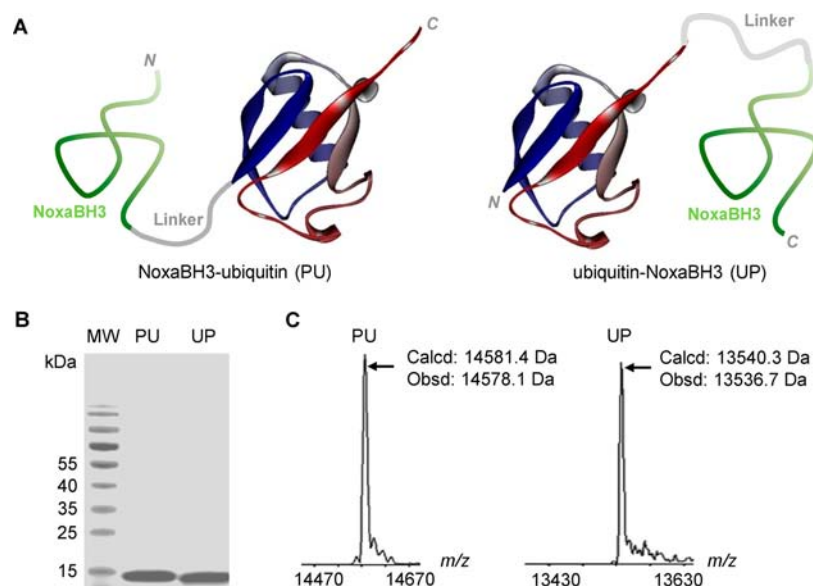 A
N
NoxaBH3
Linker
C
NoxaBH3-ubiquitin (PU)
Linker
N
NoxaBH3
C
ubiquitin-NoxaBH3 (UP)
B
MW PU UP
kDa
55
40
35
25
15
C
PU
Calcd: 14581.4 Da
Obsd: 14578.1 Da
14470 14670 m/z
UP
Calcd: 13540.3 Da
Obsd: 13536.7 Da
13430 13630 m/z